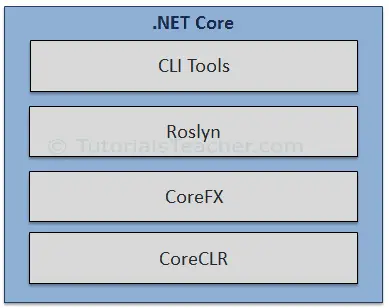 .NET Core
CLI Tools
Roslyn
© TutorialsTeacher.com
CoreFX
CoreCLR